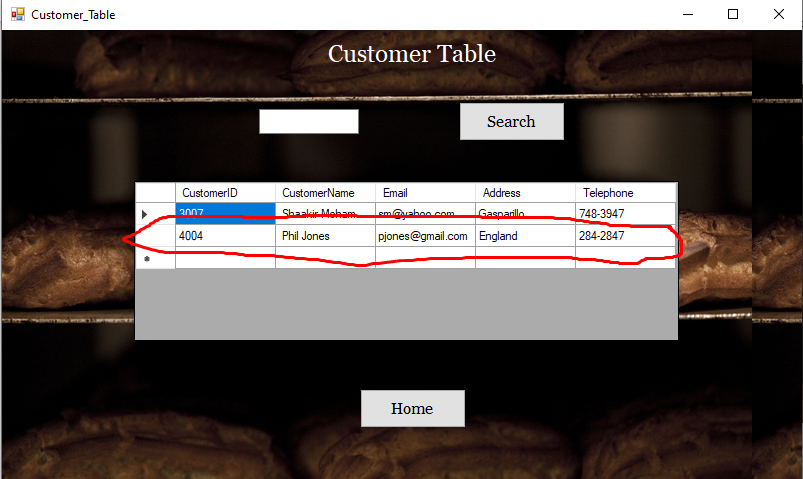 Customer_Table
Customer Table
Search
CustomerID CustomerName Email Address Telephone
3007 Shaakir Moham... sm@yahoo.com Gasparillo 748-3947
4004 Phil Jones pjones@gmail.com England 284-2847
Home